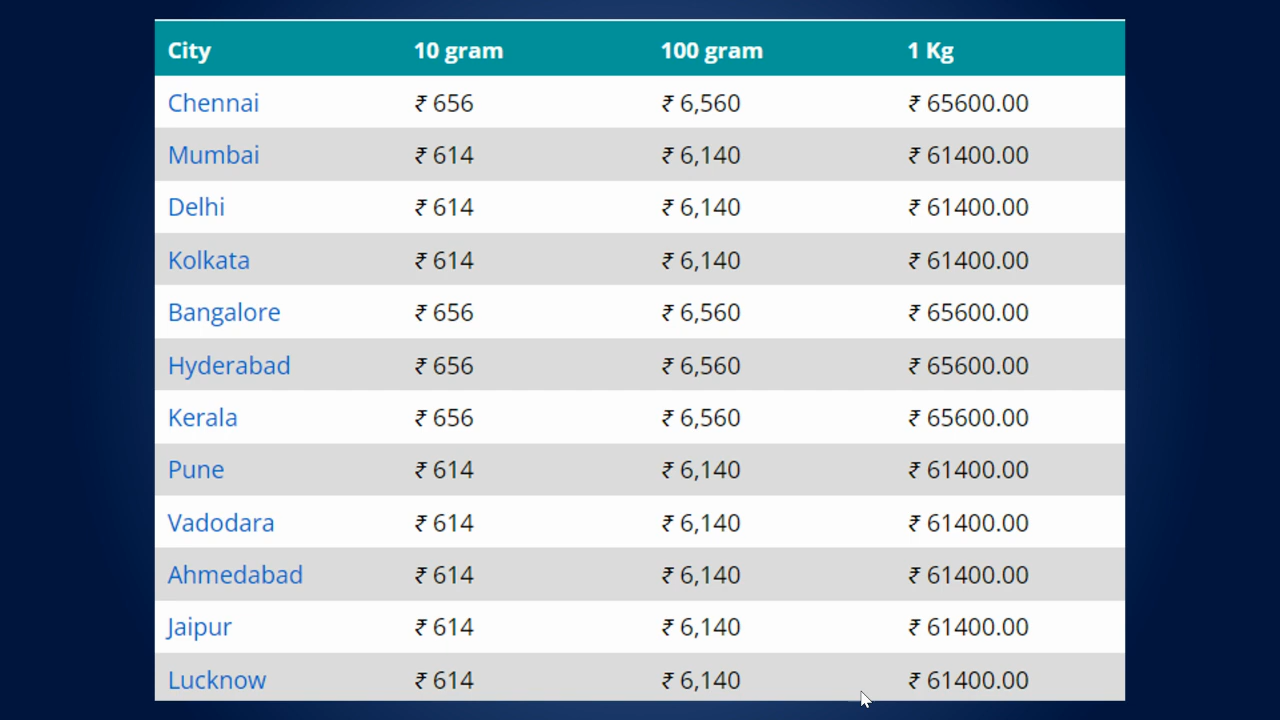 City 10 gram 100 gram 1 Kg
Chennai ₹ 656 ₹ 6,560 ₹ 65600.00
Mumbai ₹ 614 ₹ 6,140 ₹ 61400.00
Delhi ₹ 614 ₹ 6,140 ₹ 61400.00
Kolkata ₹ 614 ₹ 6,140 ₹ 61400.00
Bangalore ₹ 656 ₹ 6,560 ₹ 65600.00
Hyderabad ₹ 656 ₹ 6,560 ₹ 65600.00
Kerala ₹ 656 ₹ 6,560 ₹ 65600.00
Pune ₹ 614 ₹ 6,140 ₹ 61400.00
Vadodara ₹ 614 ₹ 6,140 ₹ 61400.00
Ahmedabad ₹ 614 ₹ 6,140 ₹ 61400.00
Jaipur ₹ 614 ₹ 6,140 ₹ 61400.00
Lucknow ₹ 614 ₹ 6,140 ₹ 61400.00